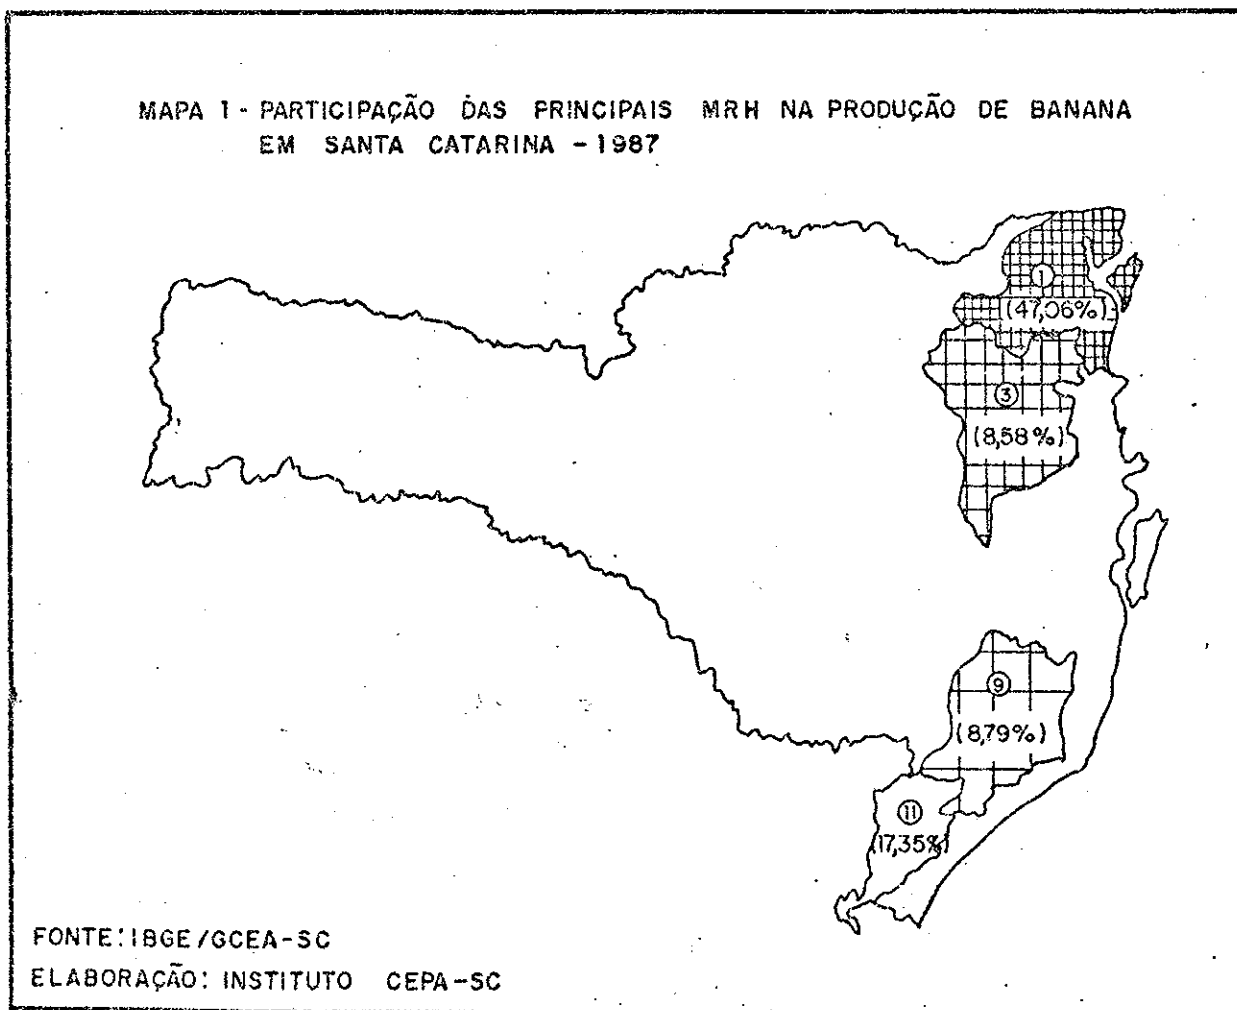 MAPA 1 - PARTICIPAÇÃO DAS PRINCIPAIS MRH NA PRODUÇÃO DE BANANA
EM SANTA CATARINA - 1987
1
(47,06%)
3
(8,58%)
9
(8,79%)
11
(17,35%)
FONTE: IBGE/GCEA-SC
ELABORAÇÃO: INSTITUTO CEPA-SC